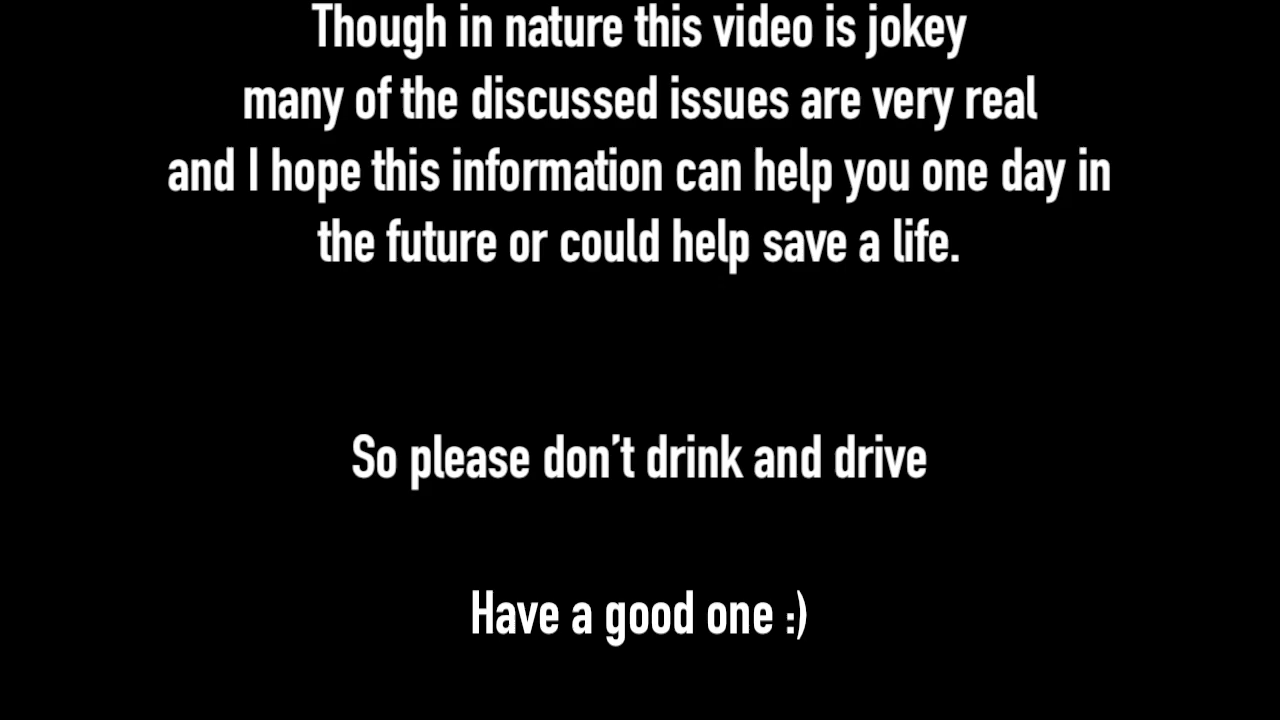 Though in nature this video is jokey
many of the discussed issues are very real
and I hope this information can help you one day in
the future or could help save a life.
So please don’t drink and drive
Have a good one :)